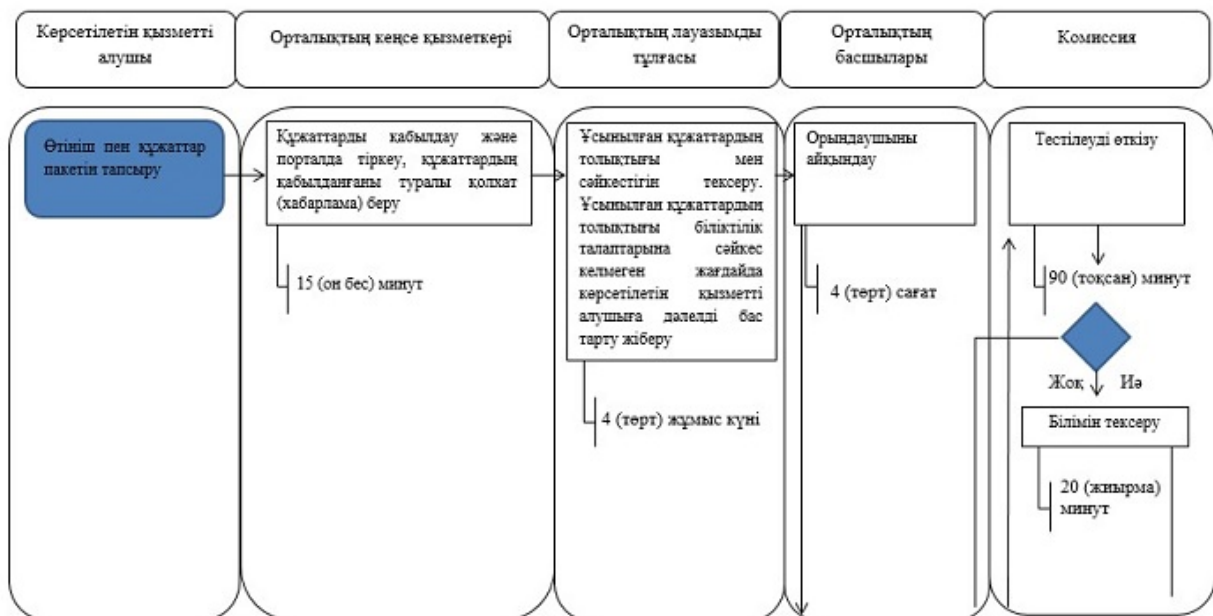 Көрсетілетін қызметті
алушы
Орталықтың кеңсе қызметкері
Орталықтың лауазымды
тұлғасы
Орталықтың
басшылары
Комиссия
Өтініш пен құжаттар
пакетін тапсыру
Құжаттарды қабылдау және
порталда тіркеу, құжаттардың
қабылданғаны туралы қолхат
(хабарлама) беру
15 (он бес) минут
Ұсынылған құжаттардың
толықтығы мен
сәйкестігін тексеру.
Ұсынылған құжаттардың
толықтығы біліктілік
талаптарына сәйкес
келмеген жағдайда
көрсетілетін қызметті
алушыға дәлелді бас
тарту жіберу
4 (төрт) жұмыс күні
Орындаушыны
айқындау
4 (төрт) сағат
Тестілеуді өткізу
90 (тоқсан) минут
Жоқ Иә
Білімін тексеру
20 (жиырма)
минут